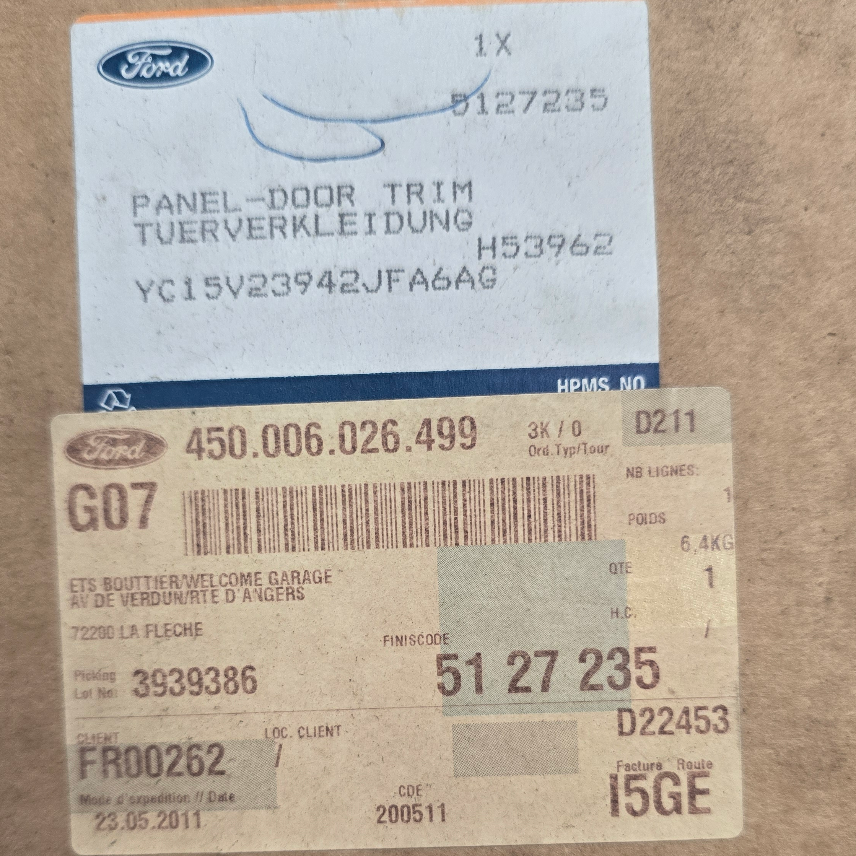 Ford
1X
5127235
PANEL-DOOR TRIM
TUERVERKLEIDUNG
H53962
YC15V23942JFA6AG
HPMS NO
Ford
450.006.026.499
3K / 0
Ord.Typ/Tour
D211
G07
NB LIGNES:
1
POIDS
6,4KG
ETS BOUTTIER/WELCOME GARAGE
AV DE VERDUN/RTE D'ANGERS
QTE
1
72200 LA FLECHE
H.C.
/
FINISCODE
51 27 235
Picking
Lot No:
3939386
D22453
CLIENT
LOC. CLIENT
FR00262
/
Facture Route
I5GE
Mode d'expédition // Date
23.05.2011
CDE
200511